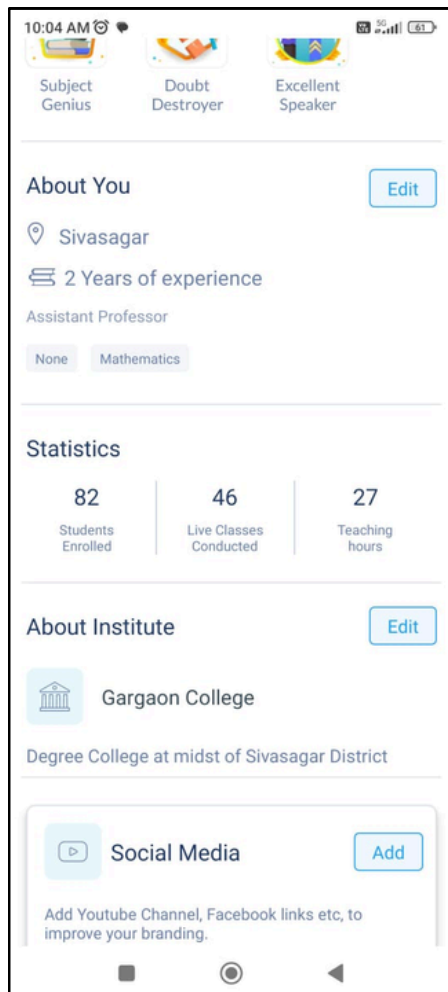 10:04 AM
5G
61
Subject
Genius
Doubt
Destroyer
Excellent
Speaker
About You
Edit
Sivasagar
2 Years of experience
Assistant Professor
None
Mathematics
Statistics
82
Students
Enrolled
46
Live Classes
Conducted
27
Teaching
hours
About Institute
Edit
Gargaon College
Degree College at midst of Sivasagar District
Social Media
Add
Add Youtube Channel, Facebook links etc, to
improve your branding.